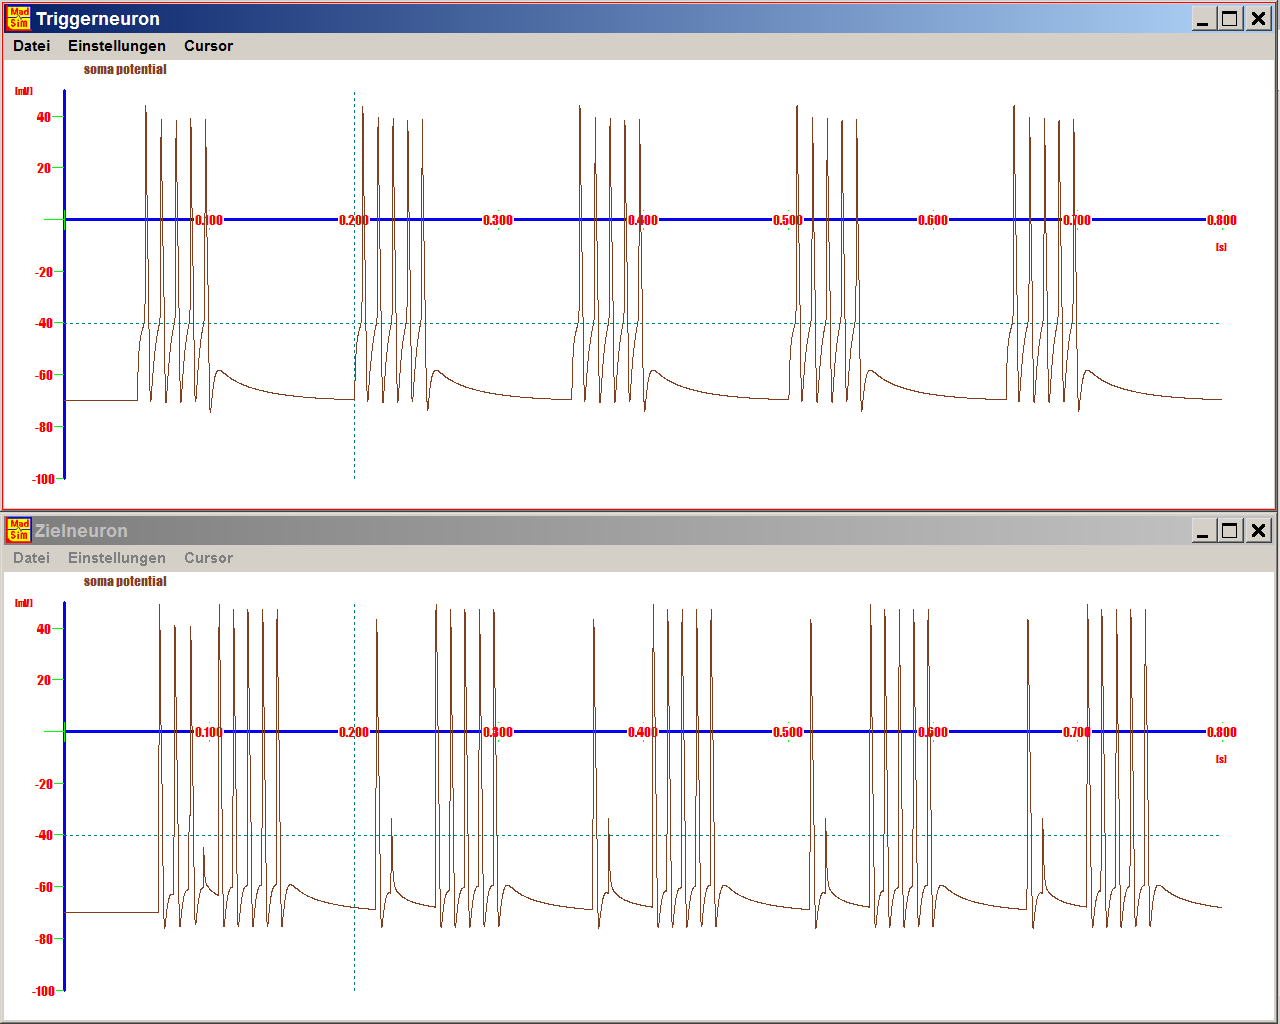 Mad Sim Triggerneuron
Datei Einstellungen Cursor
soma potential
[mV]
40
20
0.100 0.200 0.300 0.400 0.500 0.600 0.700 0.800
[s]
-20
-40
-60
-80
-100
Mad Sim Zielneuron
Datei Einstellungen Cursor
soma potential
[mV]
40
20
0.100 0.200 0.300 0.400 0.500 0.600 0.700 0.800
[s]
-20
-40
-60
-80
-100